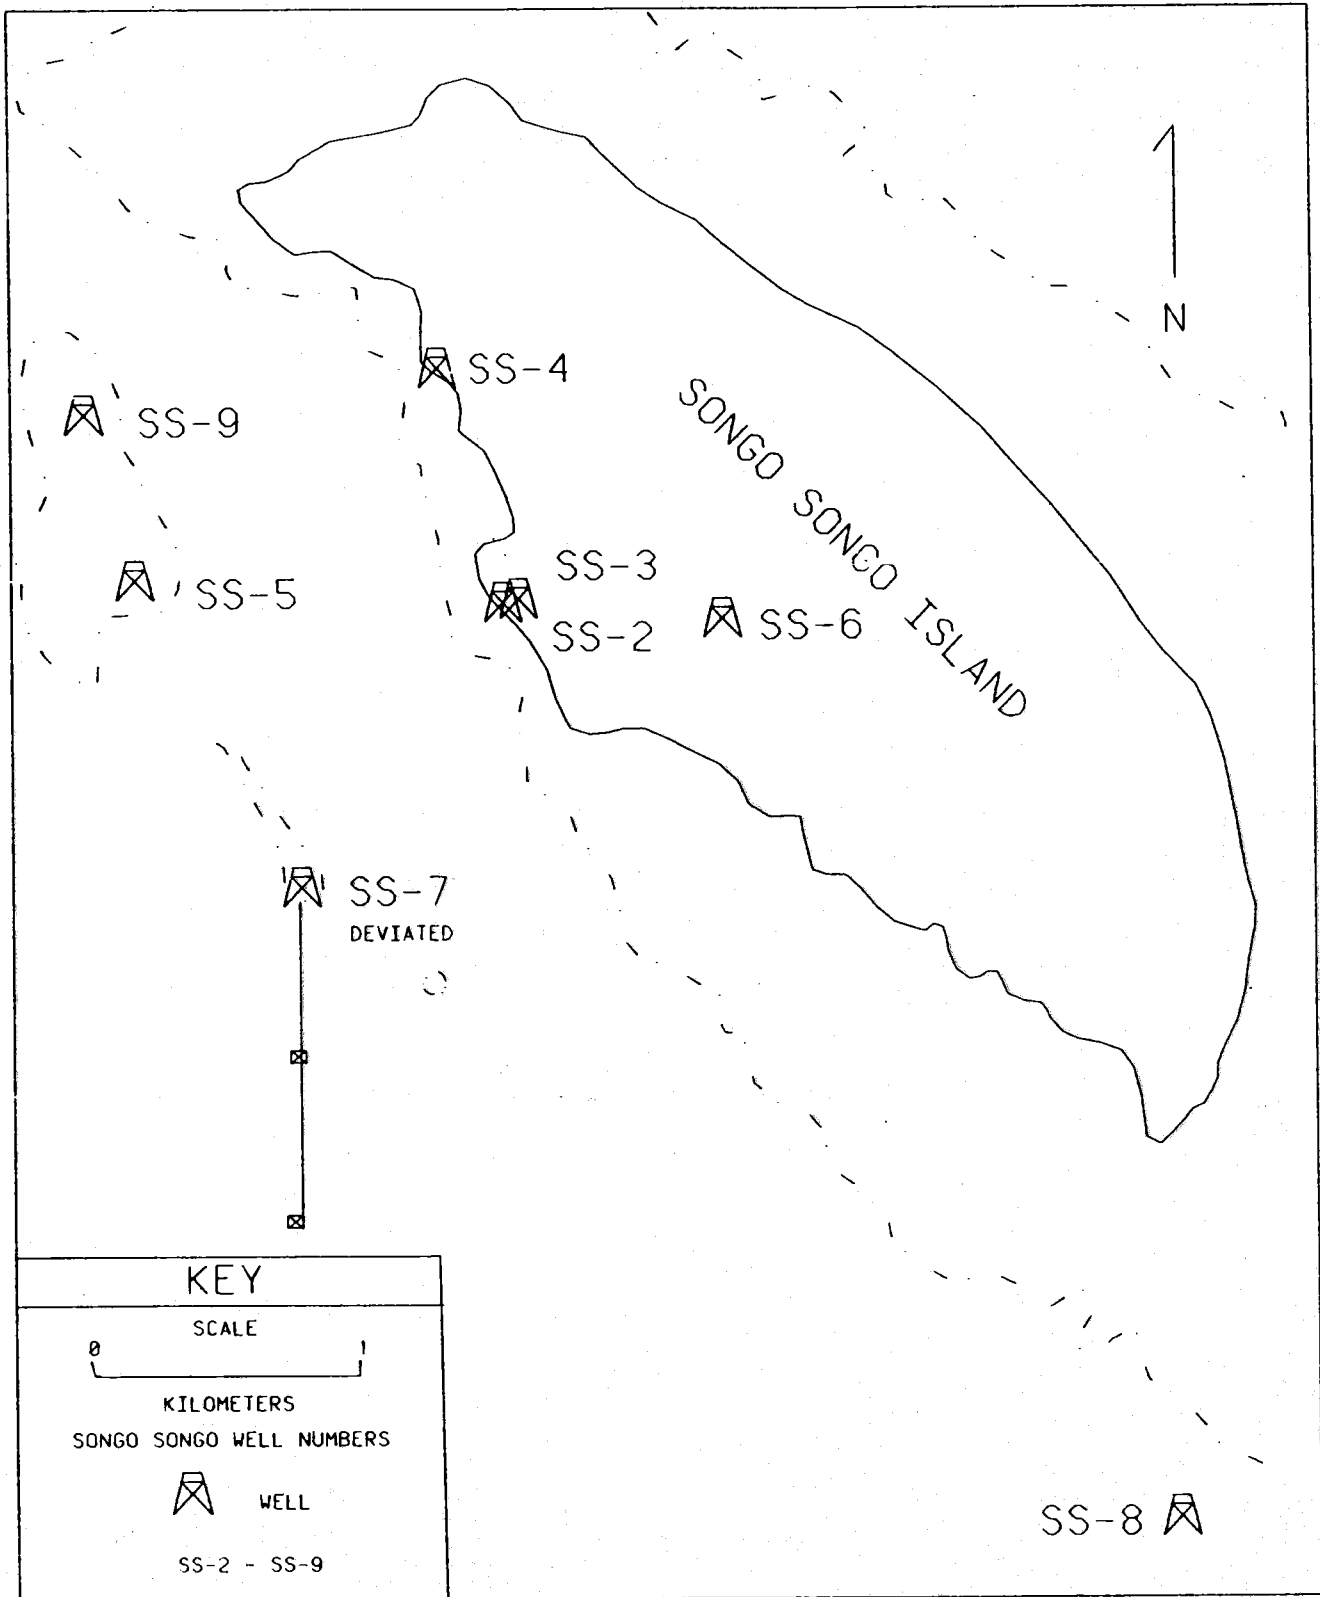 N
SS-4
SS-9
SONGO SONGO ISLAND
SS-3
SS-5
SS-2
SS-6
SS-7
DEVIATED
KEY
SCALE
0 1
KILOMETERS
SONGO SONGO WELL NUMBERS
WELL
SS-8
SS-2 - SS-9